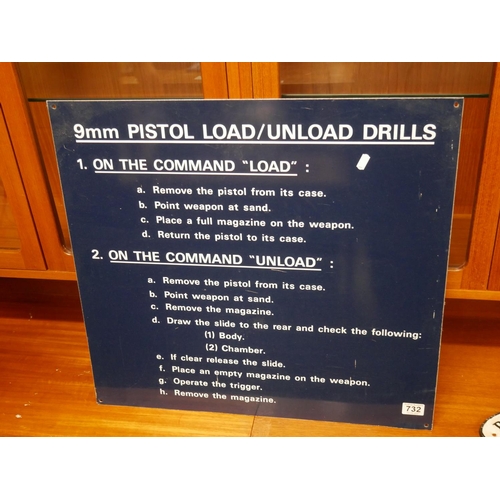 9mm PISTOL LOAD/UNLOAD DRILLS
1. ON THE COMMAND "LOAD" :
a. Remove the pistol from its case.
b. Point weapon at sand.
c. Place a full magazine on the weapon.
d. Return the pistol to its case.
2. ON THE COMMAND "UNLOAD" :
a. Remove the pistol from its case.
b. Point weapon at sand.
c. Remove the magazine.
d. Draw the slide to the rear and check the following:
(1) Body.
(2) Chamber.
e. If clear release the slide.
f. Place an empty magazine on the weapon.
g. Operate the trigger.
h. Remove the magazine.
732